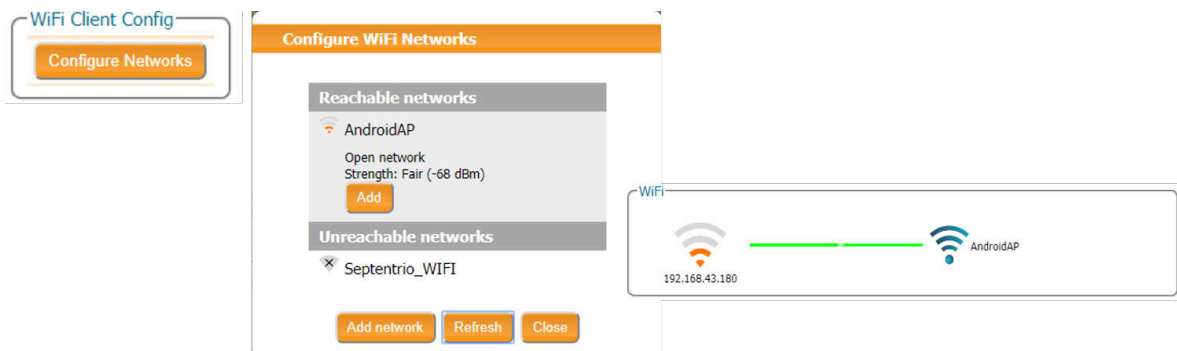 WiFi Client Config
Configure Networks
Configure WiFi Networks
Reachable networks
AndroidAP
Open network
Strength: Fair (-68 dBm)
Add
Unreachable networks
Septentrio_WIFI
Add network Refresh Close
WiFi
AndroidAP
192.168.43.180